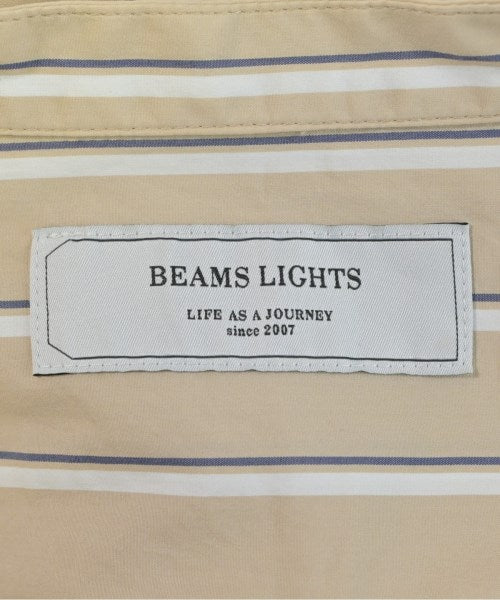 BEAMS LIGHTS
LIFE AS A JOURNEY
since 2007